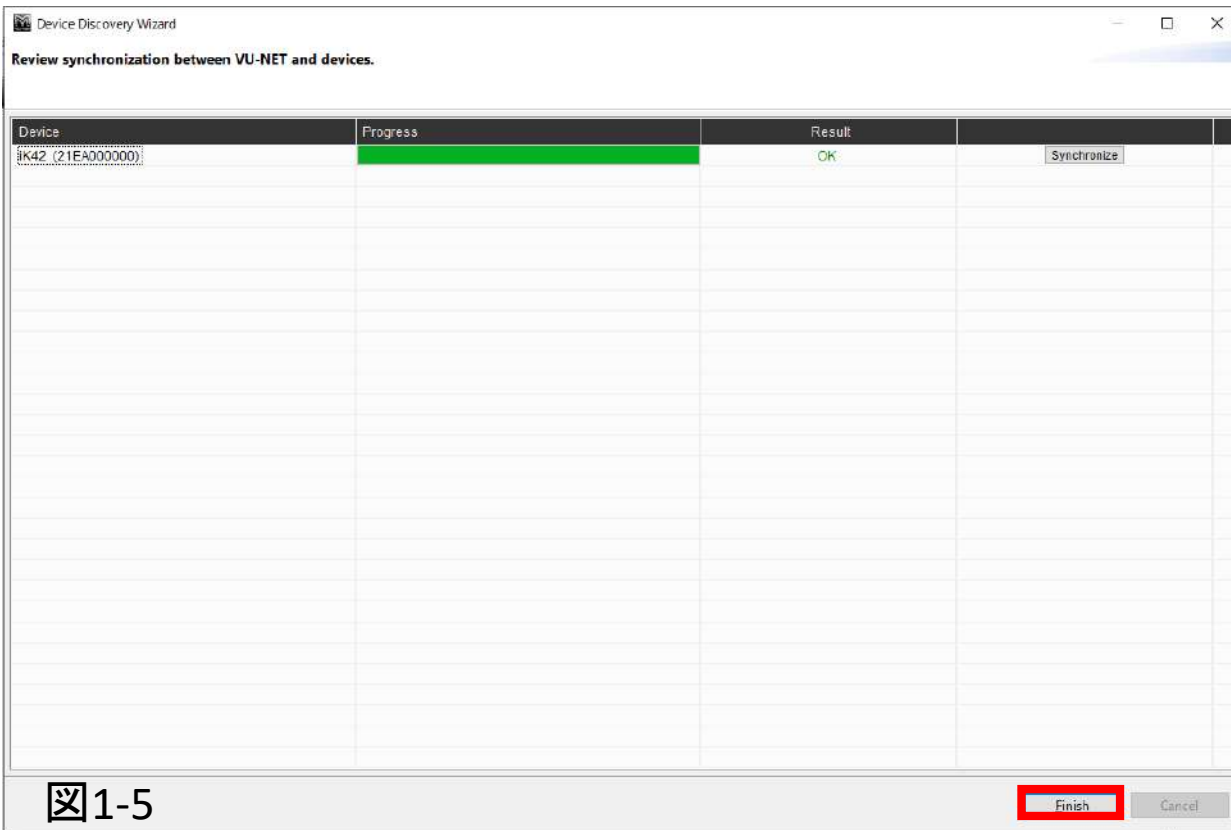 Device Discovery Wizard
Review synchronization between VU-NET and devices.
Device Progress Result
IK42 (21EA000000) OK Synchronize
図1-5
Finish Cancel